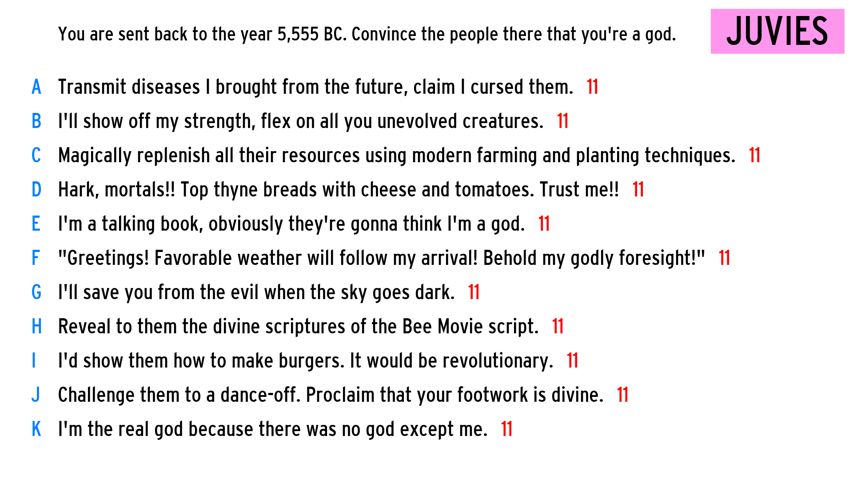 You are sent back to the year 5,555 BC. Convince the people there that you're a god.
JUVIES
A Transmit diseases I brought from the future, claim I cursed them. 11
B I'll show off my strength, flex on all you unevolved creatures. 11
C Magically replenish all their resources using modern farming and planting techniques. 11
D Hark, mortals!! Top thyne breads with cheese and tomatoes. Trust me!! 11
E I'm a talking book, obviously they're gonna think I'm a god. 11
F "Greetings! Favorable weather will follow my arrival! Behold my godly foresight!" 11
G I'll save you from the evil when the sky goes dark. 11
H Reveal to them the divine scriptures of the Bee Movie script. 11
I I'd show them how to make burgers. It would be revolutionary. 11
J Challenge them to a dance-off. Proclaim that your footwork is divine. 11
K I'm the real god because there was no god except me. 11